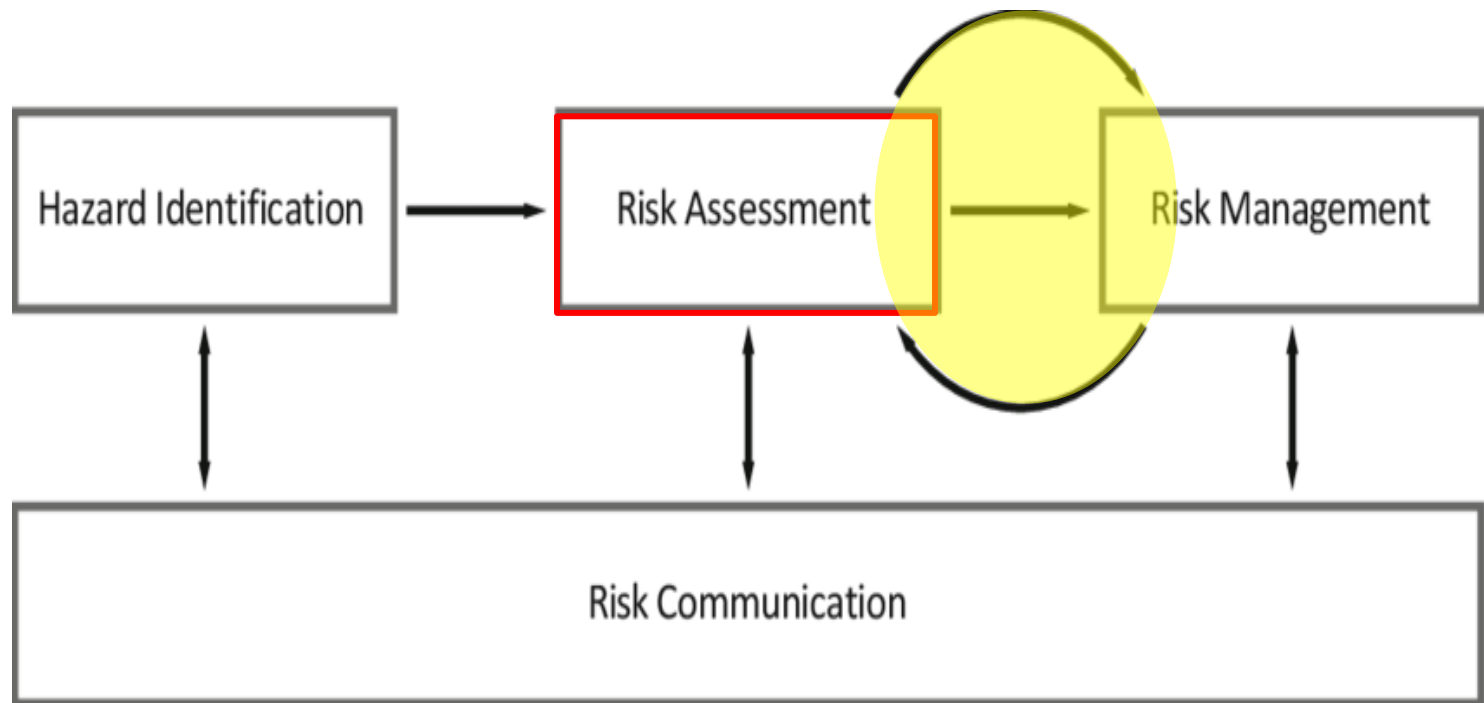 Hazard Identification
Risk Assessment
Risk Management
Risk Communication